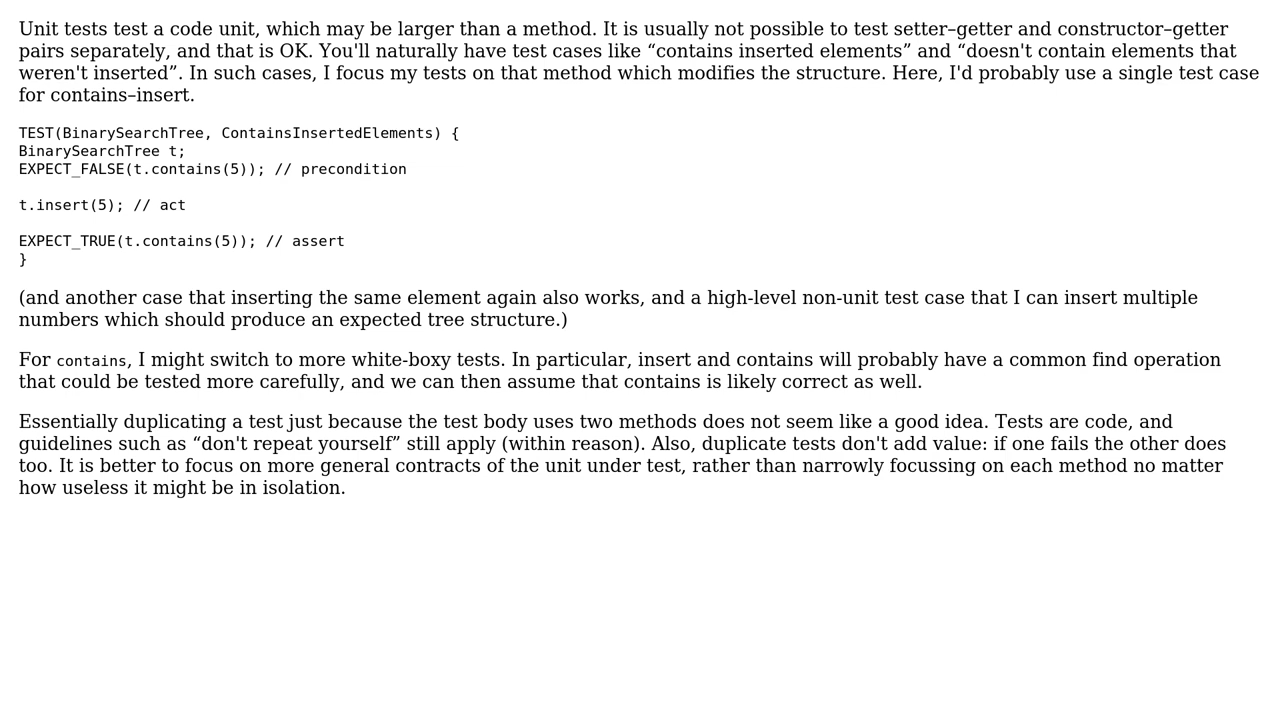 Unit tests test a code unit, which may be larger than a method. It is usually not possible to test setter–getter and constructor–getter
pairs separately, and that is OK. You'll naturally have test cases like “contains inserted elements” and “doesn't contain elements that
weren't inserted”. In such cases, I focus my tests on that method which modifies the structure. Here, I'd probably use a single test case
for contains–insert.
TEST(BinarySearchTree, ContainsInsertedElements) {
BinarySearchTree t;
EXPECT_FALSE(t.contains(5)); // precondition
t.insert(5); // act
EXPECT_TRUE(t.contains(5)); // assert
}
(and another case that inserting the same element again also works, and a high-level non-unit test case that I can insert multiple
numbers which should produce an expected tree structure.)
For contains, I might switch to more white-boxy tests. In particular, insert and contains will probably have a common find operation
that could be tested more carefully, and we can then assume that contains is likely correct as well.
Essentially duplicating a test just because the test body uses two methods does not seem like a good idea. Tests are code, and
guidelines such as “don't repeat yourself” still apply (within reason). Also, duplicate tests don't add value: if one fails the other does
too. It is better to focus on more general contracts of the unit under test, rather than narrowly focussing on each method no matter
how useless it might be in isolation.